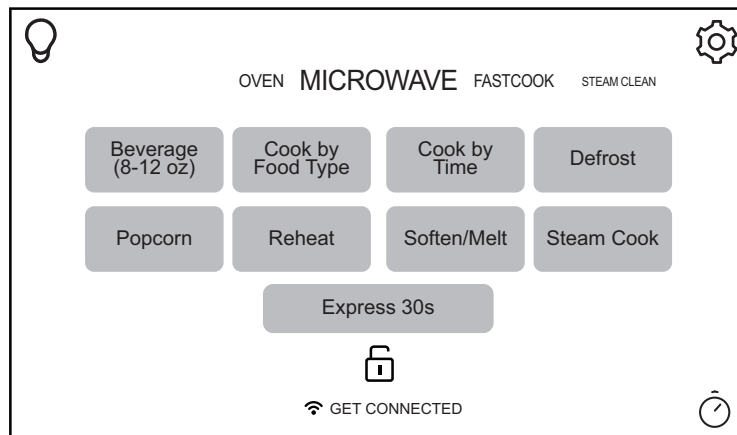 OVEN MICROWAVE FASTCOOK STEAM CLEAN
Beverage
(8-12 oz)
Cook by
Food Type
Cook by
Time
Defrost
Popcorn
Reheat
Soften/Melt
Steam Cook
Express 30s
GET CONNECTED